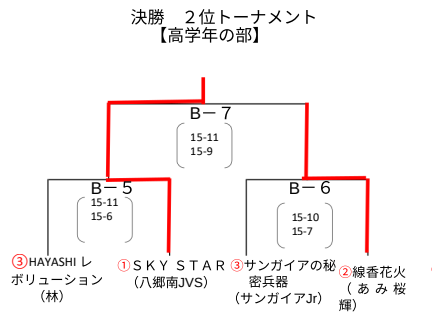 決勝　２位トーナメント
【高学年の部】
B－７
15-11
15-9
B－５
15-11
15-6
B－６
15-10
15-7
③HAYASHI レ
ボリューション
（林）
①ＳＫＹ ＳＴＡＲ
（八郷南JVS）
③サンガイアの秘
密兵器
（サンガイアJr）
②線香花火
（あみ桜
輝）